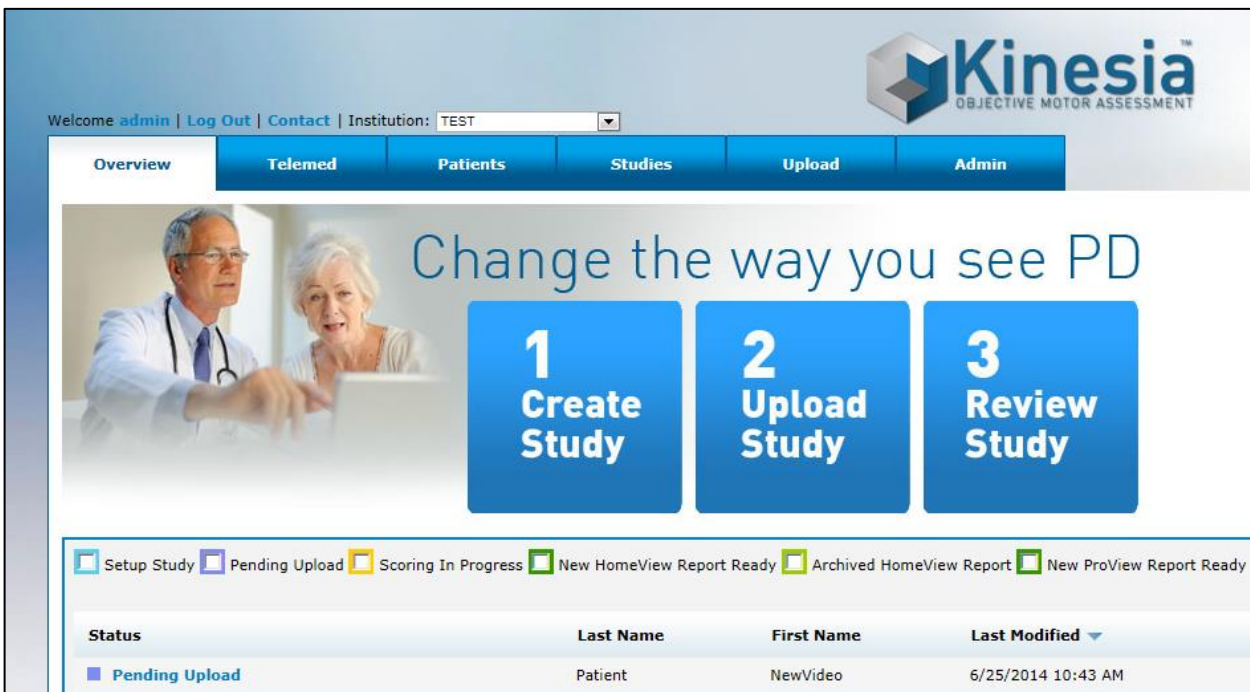 Kinesia™
OBJECTIVE MOTOR ASSESSMENT
Welcome admin | Log Out | Contact | Institution: TEST
Overview Telemed Patients Studies Upload Admin
Change the way you see PD
1 2 3
Create Upload Review
Study Study Study
Setup Study Pending Upload Scoring In Progress New HomeView Report Ready Archived HomeView Report New ProView Report Ready
Status Last Name First Name Last Modified
Pending Upload Patient NewVideo 6/25/2014 10:43 AM